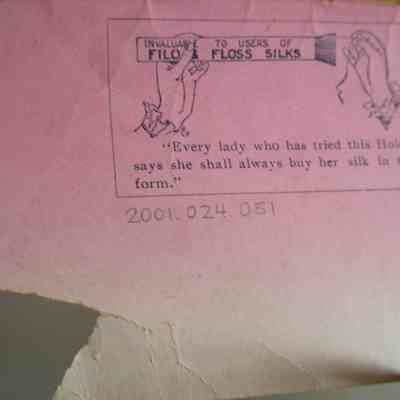 INVALUABLE TO USERS OF
FILO & FLOSS SILKS
"Every lady who has tried this Hol
says she shall always buy her silk in
form."
2001.024.051